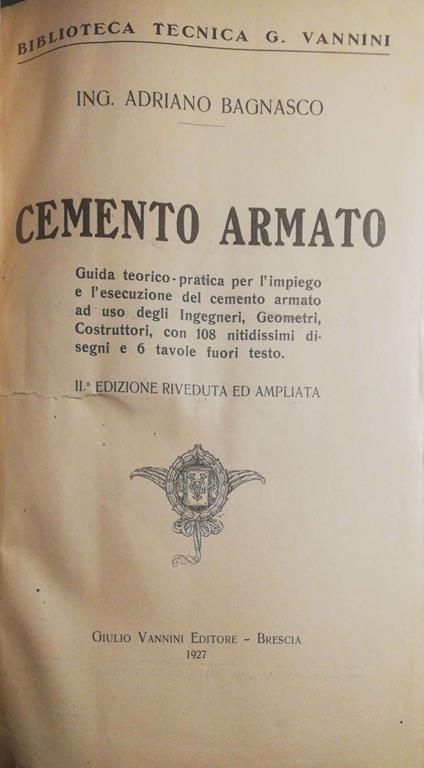 BIBLIOTECA TECNICA G. VANNINI
ING. ADRIANO BAGNASCO
CEMENTO ARMATO
Guida teorico-pratica per l'impiego
e l'esecuzione del cemento armato
ad uso degli Ingegneri, Geometri,
Costruttori, con 108 nitidissimi di-
segni e 6 tavole fuori testo.
II.ª EDIZIONE RIVEDUTA ED AMPLIATA
GIULIO VANNINI EDITORE - BRESCIA
1927